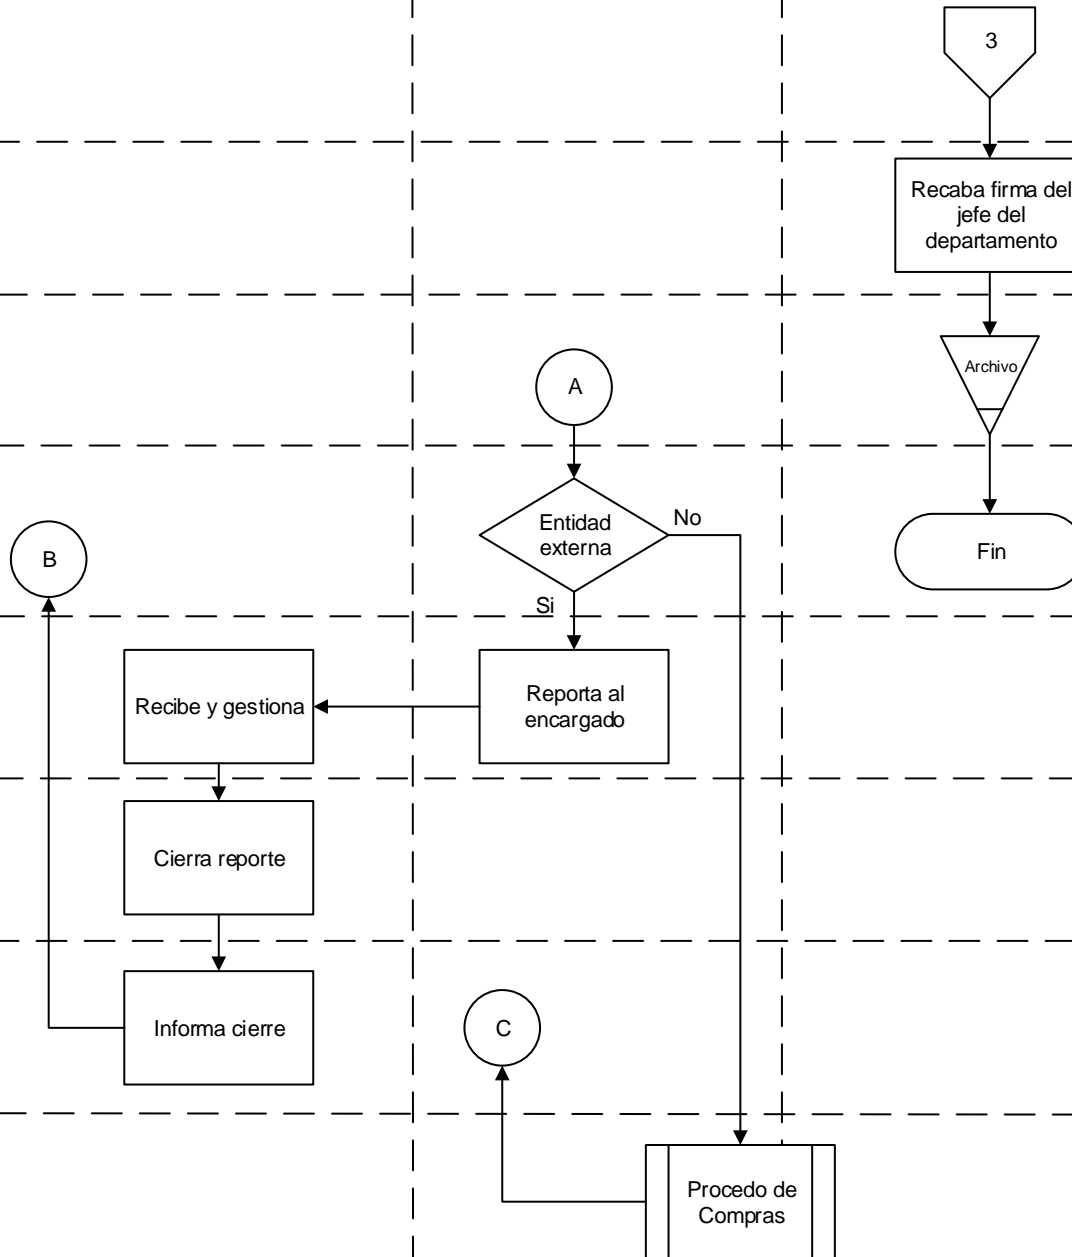 3
Recaba firma del
jefe del
departamento
Archivo
A
Entidad
externa
No
Si
B
Fin
Recibe y gestiona
Reporta al
encargado
Cierra reporte
Informa cierre
C
Procedo de
Compras